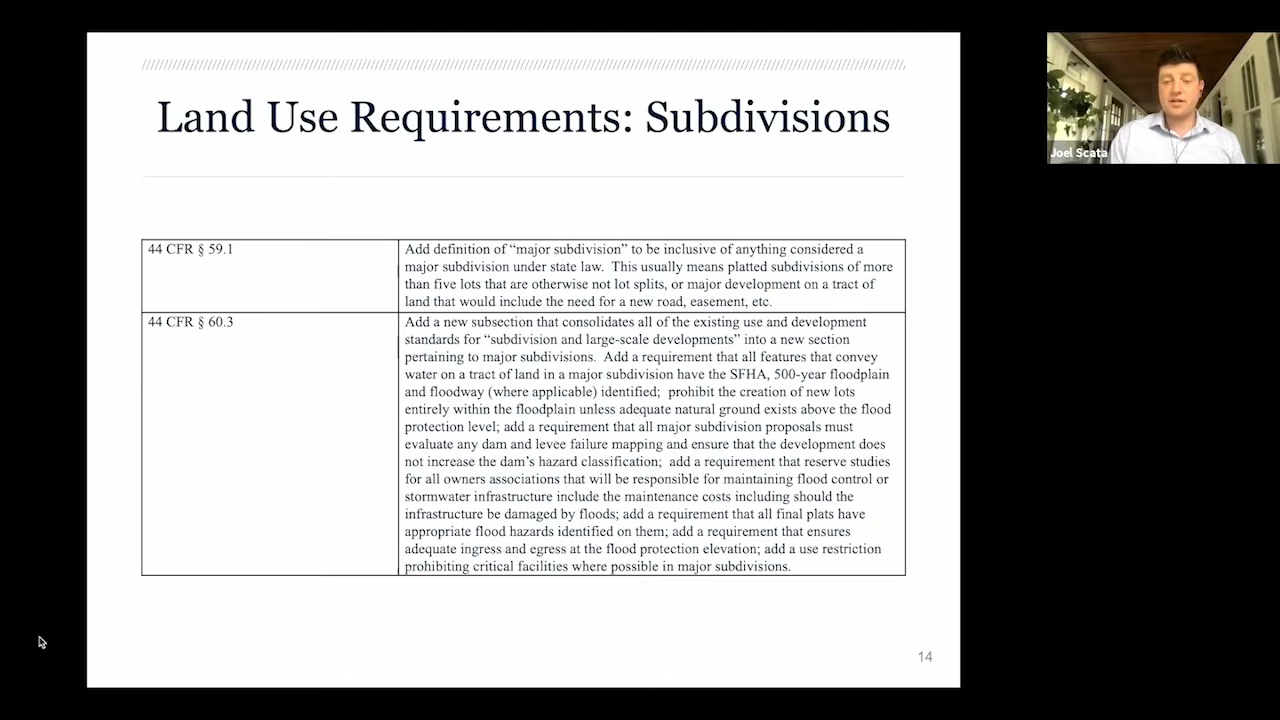 Land Use Requirements: Subdivisions
44 CFR § 59.1
Add definition of “major subdivision” to be inclusive of anything considered a
major subdivision under state law.  This usually means platted subdivisions of more
than five lots that are otherwise not lot splits, or major development on a tract of
land that would include the need for a new road, easement, etc.
44 CFR § 60.3
Add a new subsection that consolidates all of the existing use and development
standards for “subdivision and large-scale developments” into a new section
pertaining to major subdivisions.  Add a requirement that all features that convey
water on a tract of land in a major subdivision have the SFHA, 500-year floodplain
and floodway (where applicable) identified;  prohibit the creation of new lots
entirely within the floodplain unless adequate natural ground exists above the flood
protection level; add a requirement that all major subdivision proposals must
evaluate any dam and levee failure mapping and ensure that the development does
not increase the dam’s hazard classification;  add a requirement that reserve studies
for all owners associations that will be responsible for maintaining flood control or
stormwater infrastructure include the maintenance costs including should the
infrastructure be damaged by floods; add a requirement that all final plats have
appropriate flood hazards identified on them; add a requirement that ensures
adequate ingress and egress at the flood protection elevation; add a use restriction
prohibiting critical facilities where possible in major subdivisions.
14
Joel Scata